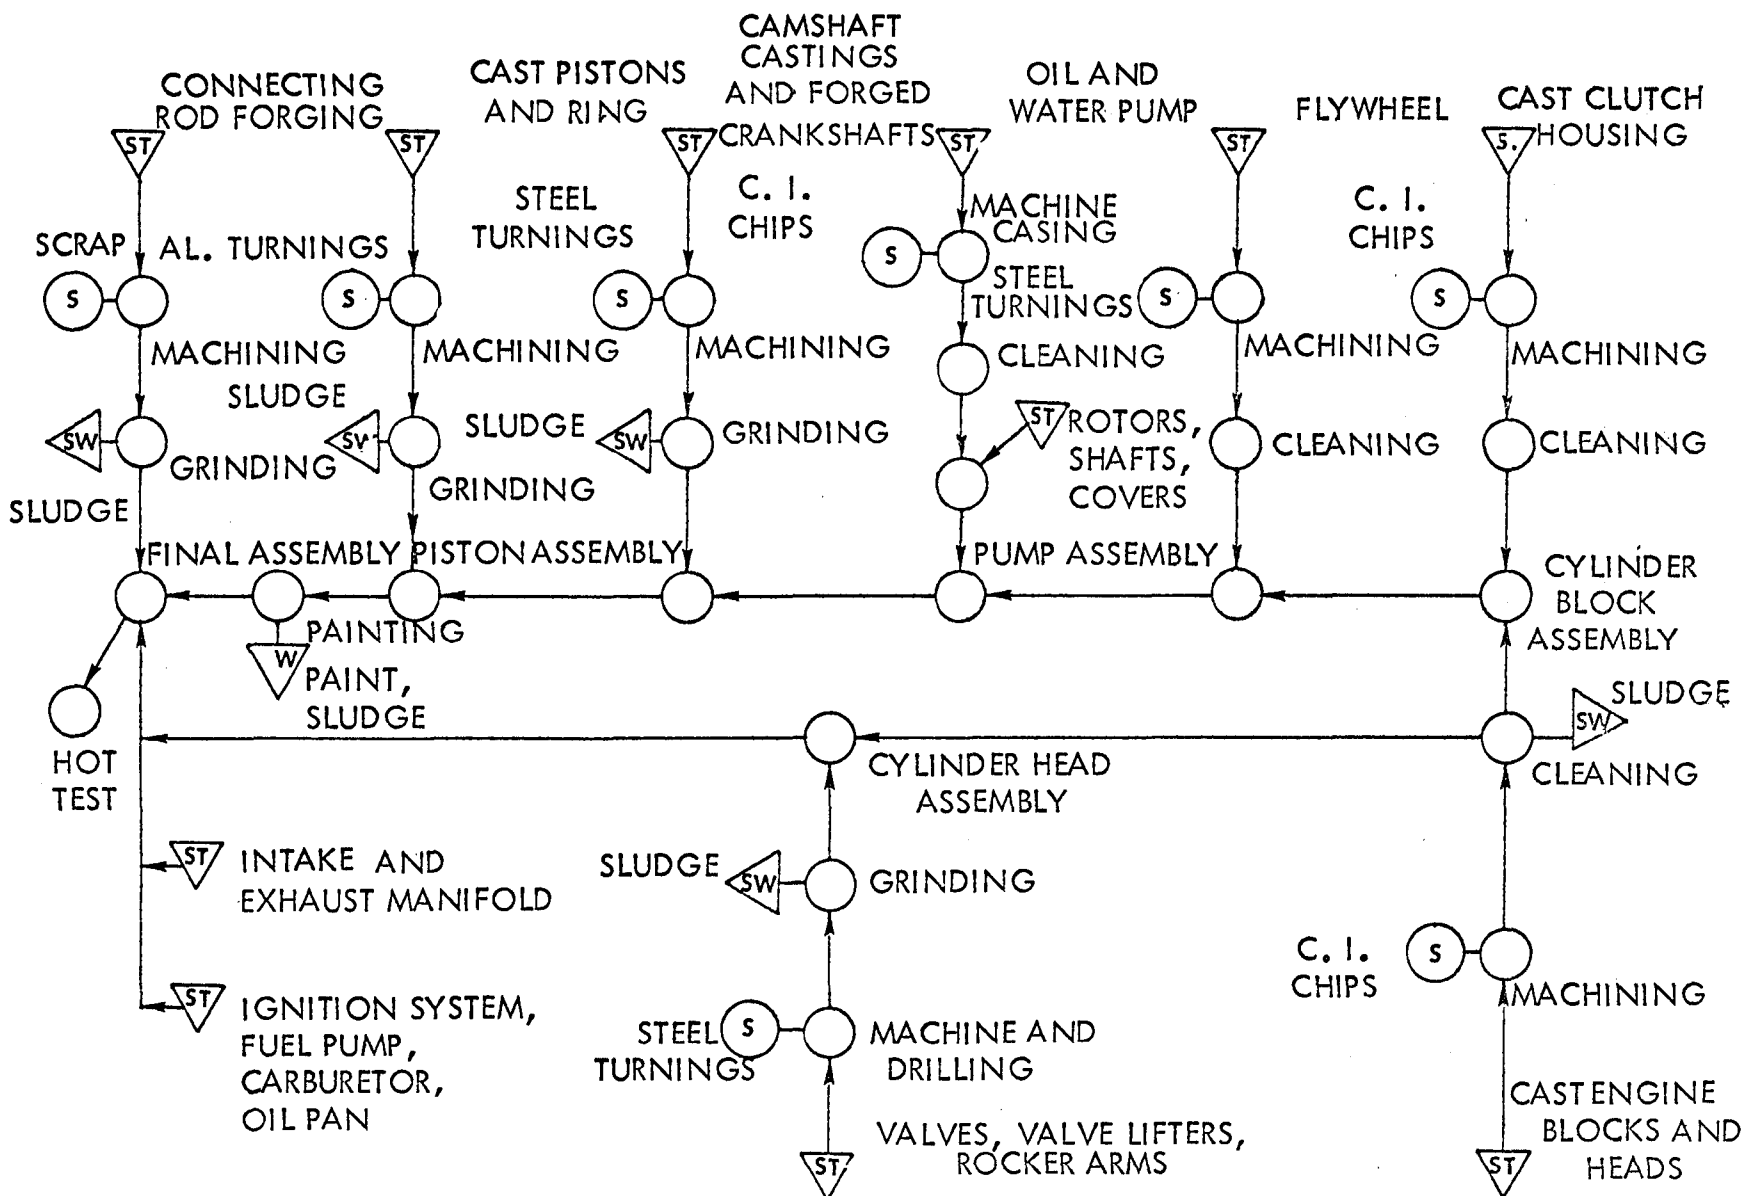 CAMSHAFT
CASTINGS
AND FORGED
CRANKSHAFTS
CONNECTING
ROD FORGING
CAST PISTONS
AND RING
OIL AND
WATER PUMP
FLYWHEEL
CAST CLUTCH
HOUSING
ST
ST
ST
ST
ST
S.
SCRAP
AL. TURNINGS
STEEL
TURNINGS
C. I.
CHIPS
MACHINE
CASING
C. I.
CHIPS
S
S
S
S
STEEL
TURNINGS
S
S
MACHINING
MACHINING
MACHINING
CLEANING
MACHINING
MACHINING
SLUDGE
SW
GRINDING
SLUDGE
SW
GRINDING
SLUDGE
SW
GRINDING
ST
ROTORS,
SHAFTS,
COVERS
CLEANING
CLEANING
SLUDGE
FINAL ASSEMBLY
PISTON ASSEMBLY
PUMP ASSEMBLY
CYLINDER
BLOCK
ASSEMBLY
PAINTING
W
PAINT,
SLUDGE
SLUDGE
SW
CLEANING
HOT
TEST
CYLINDER HEAD
ASSEMBLY
ST
INTAKE AND
EXHAUST MANIFOLD
SLUDGE
SW
GRINDING
C. I.
CHIPS
S
MACHINING
ST
IGNITION SYSTEM,
FUEL PUMP,
CARBURETOR,
OIL PAN
STEEL
TURNINGS
S
MACHINE AND
DRILLING
CAST ENGINE
BLOCKS AND
HEADS
ST
VALVES, VALVE LIFTERS,
ROCKER ARMS
ST